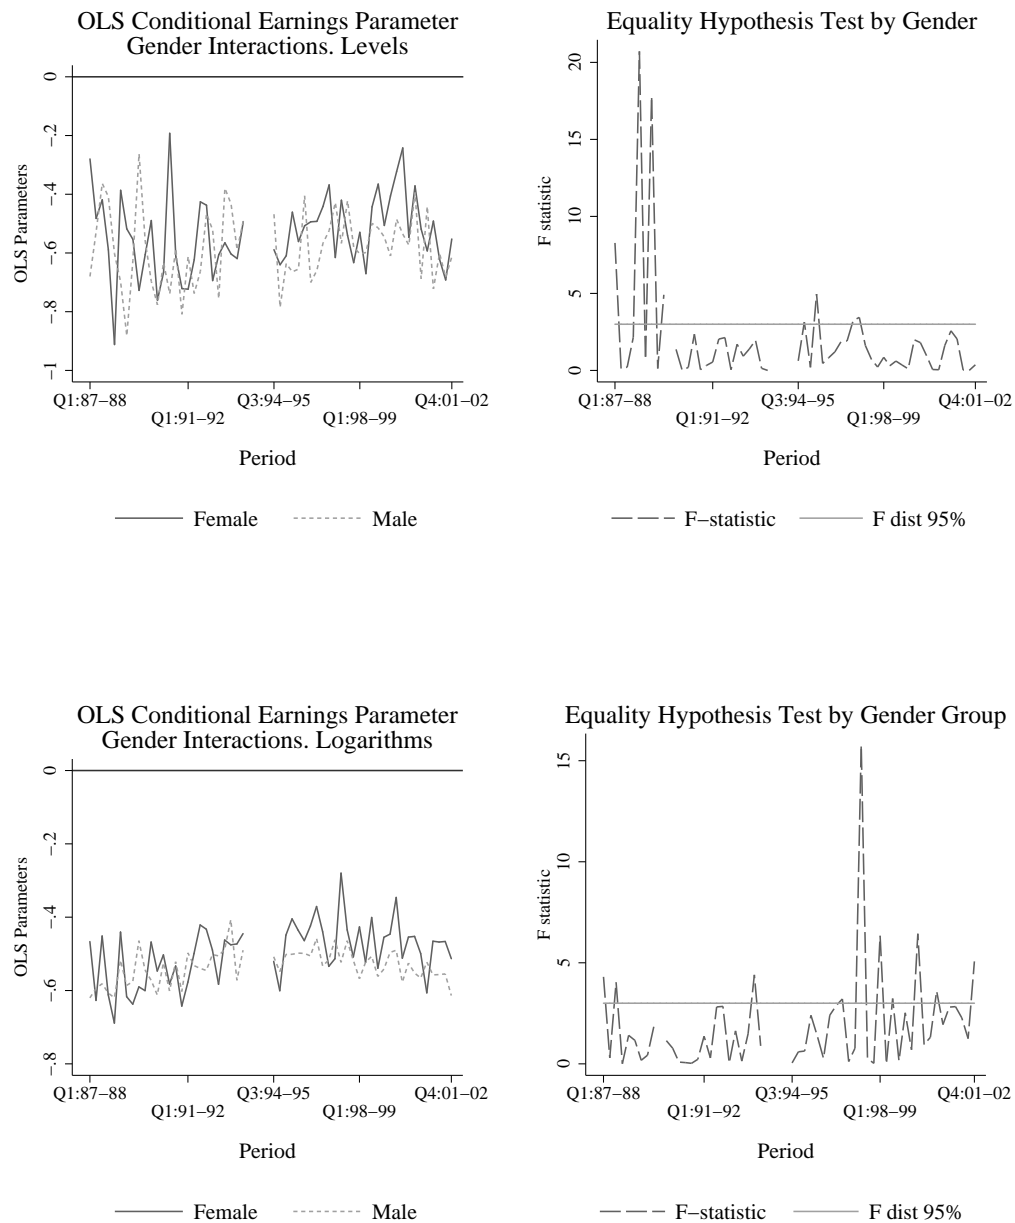 OLS Conditional Earnings Parameter
Gender Interactions. Levels
0
−.2
−.4
−.6
−.8
−1
OLS Parameters
Q1:87−88
Q3:94−95
Q4:01−02
Q1:91−92
Q1:98−99
Period
Female
Male
Equality Hypothesis Test by Gender
20
15
10
5
0
F statistic
Q1:87−88
Q3:94−95
Q4:01−02
Q1:91−92
Q1:98−99
Period
F−statistic
F dist 95%
OLS Conditional Earnings Parameter
Gender Interactions. Logarithms
0
−.2
−.4
−.6
−.8
OLS Parameters
Q1:87−88
Q3:94−95
Q4:01−02
Q1:91−92
Q1:98−99
Period
Female
Male
Equality Hypothesis Test by Gender Group
15
10
5
0
F statistic
Q1:87−88
Q3:94−95
Q4:01−02
Q1:91−92
Q1:98−99
Period
F−statistic
F dist 95%